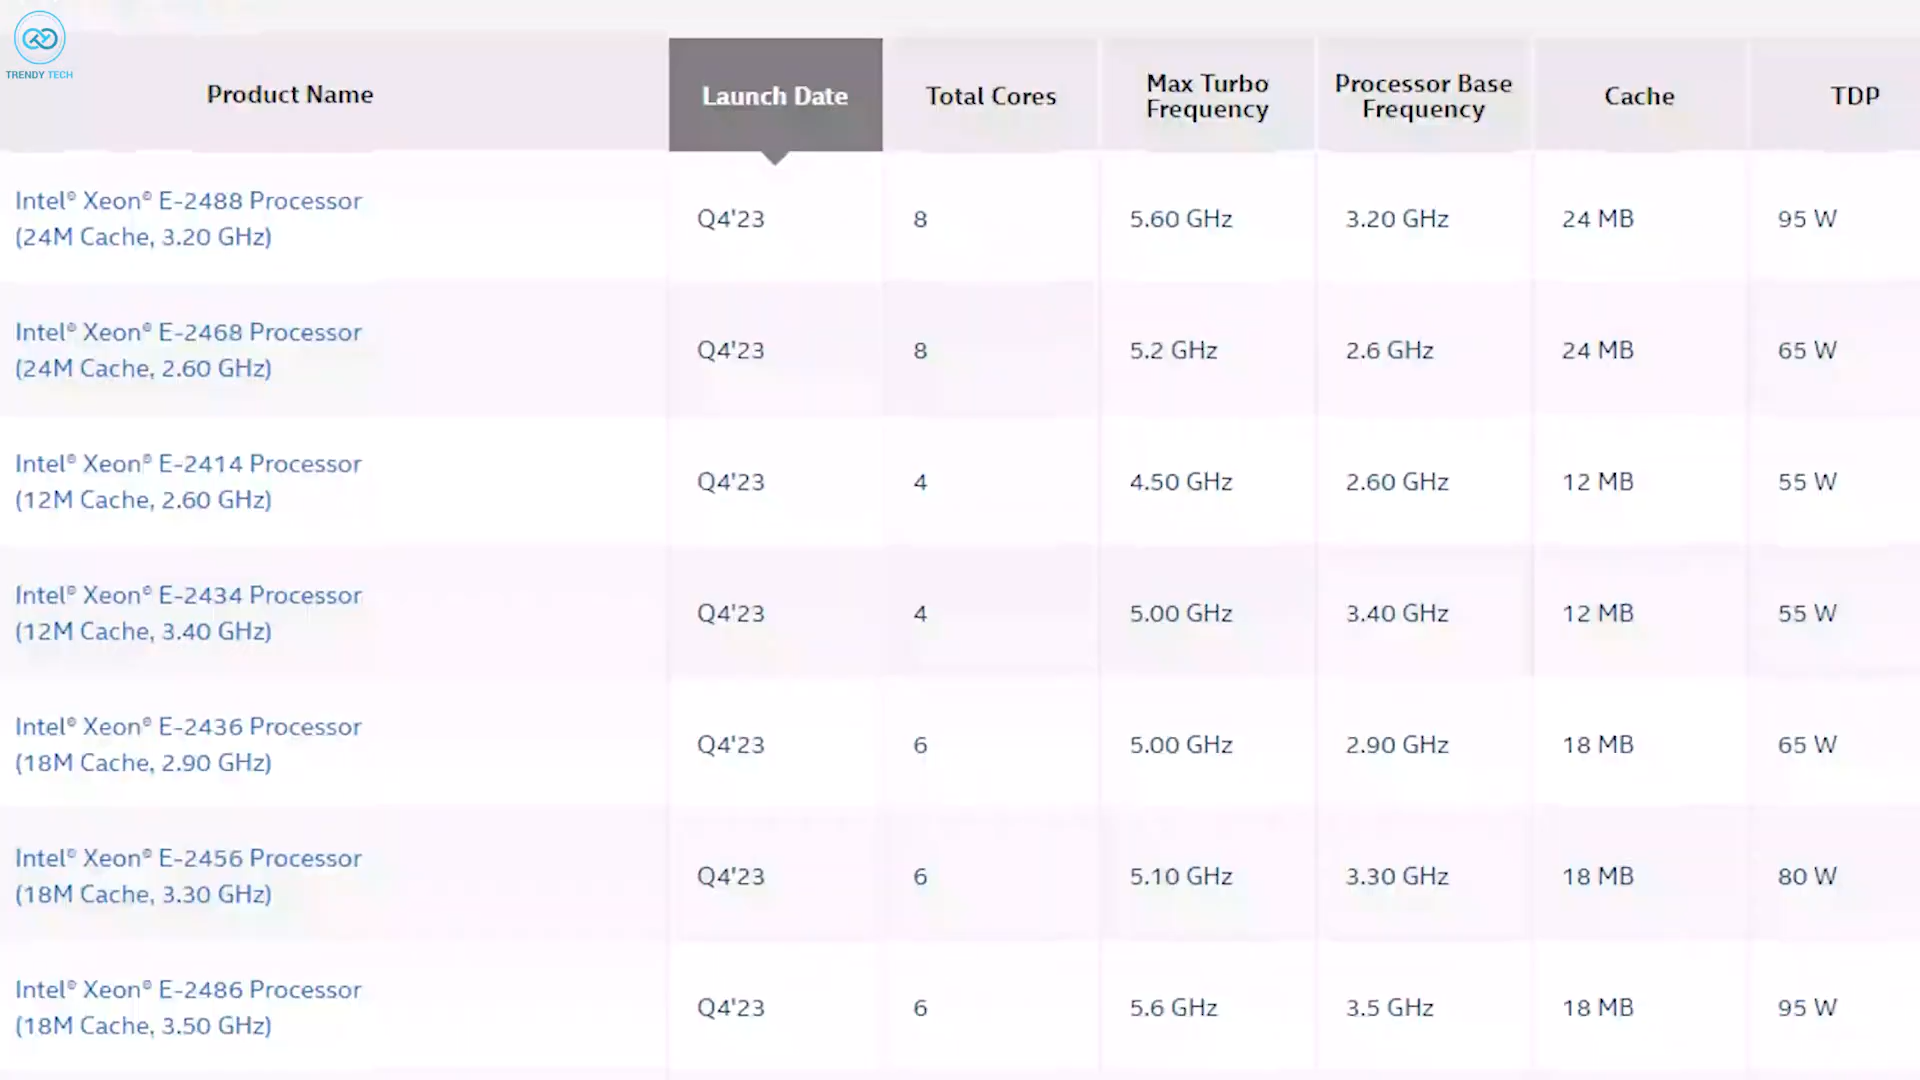 TRENDY TECH
Product Name
Launch Date
Total Cores
Max Turbo
Frequency
Processor Base
Frequency
Cache
TDP
Intel® Xeon® E-2488 Processor
(24M Cache, 3.20 GHz)
Q4'23
8
5.60 GHz
3.20 GHz
24 MB
95 W
Intel® Xeon® E-2468 Processor
(24M Cache, 2.60 GHz)
Q4'23
8
5.2 GHz
2.6 GHz
24 MB
65 W
Intel® Xeon® E-2414 Processor
(12M Cache, 2.60 GHz)
Q4'23
4
4.50 GHz
2.60 GHz
12 MB
55 W
Intel® Xeon® E-2434 Processor
(12M Cache, 3.40 GHz)
Q4'23
4
5.00 GHz
3.40 GHz
12 MB
55 W
Intel® Xeon® E-2436 Processor
(18M Cache, 2.90 GHz)
Q4'23
6
5.00 GHz
2.90 GHz
18 MB
65 W
Intel® Xeon® E-2456 Processor
(18M Cache, 3.30 GHz)
Q4'23
6
5.10 GHz
3.30 GHz
18 MB
80 W
Intel® Xeon® E-2486 Processor
(18M Cache, 3.50 GHz)
Q4'23
6
5.6 GHz
3.5 GHz
18 MB
95 W